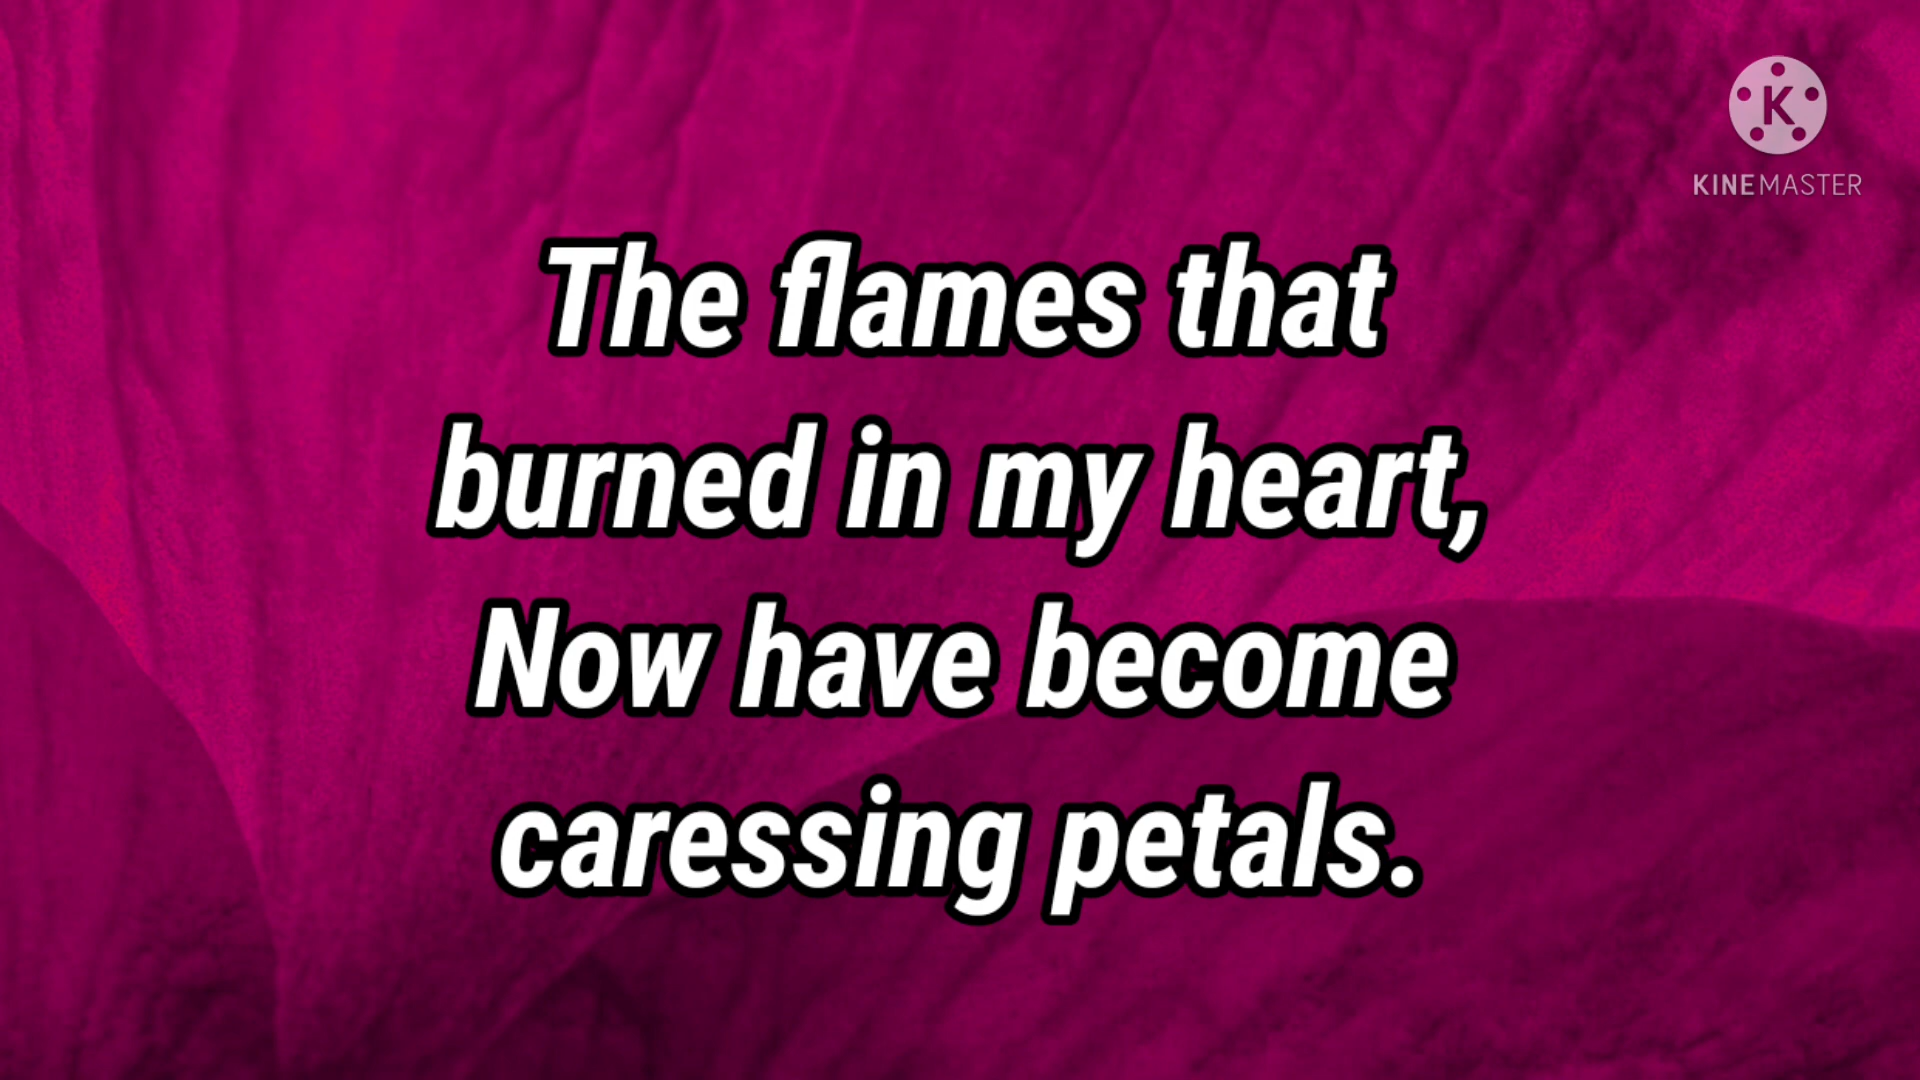 K
KINEMASTER
The flames that
burned in my heart,
Now have become
caressing petals.